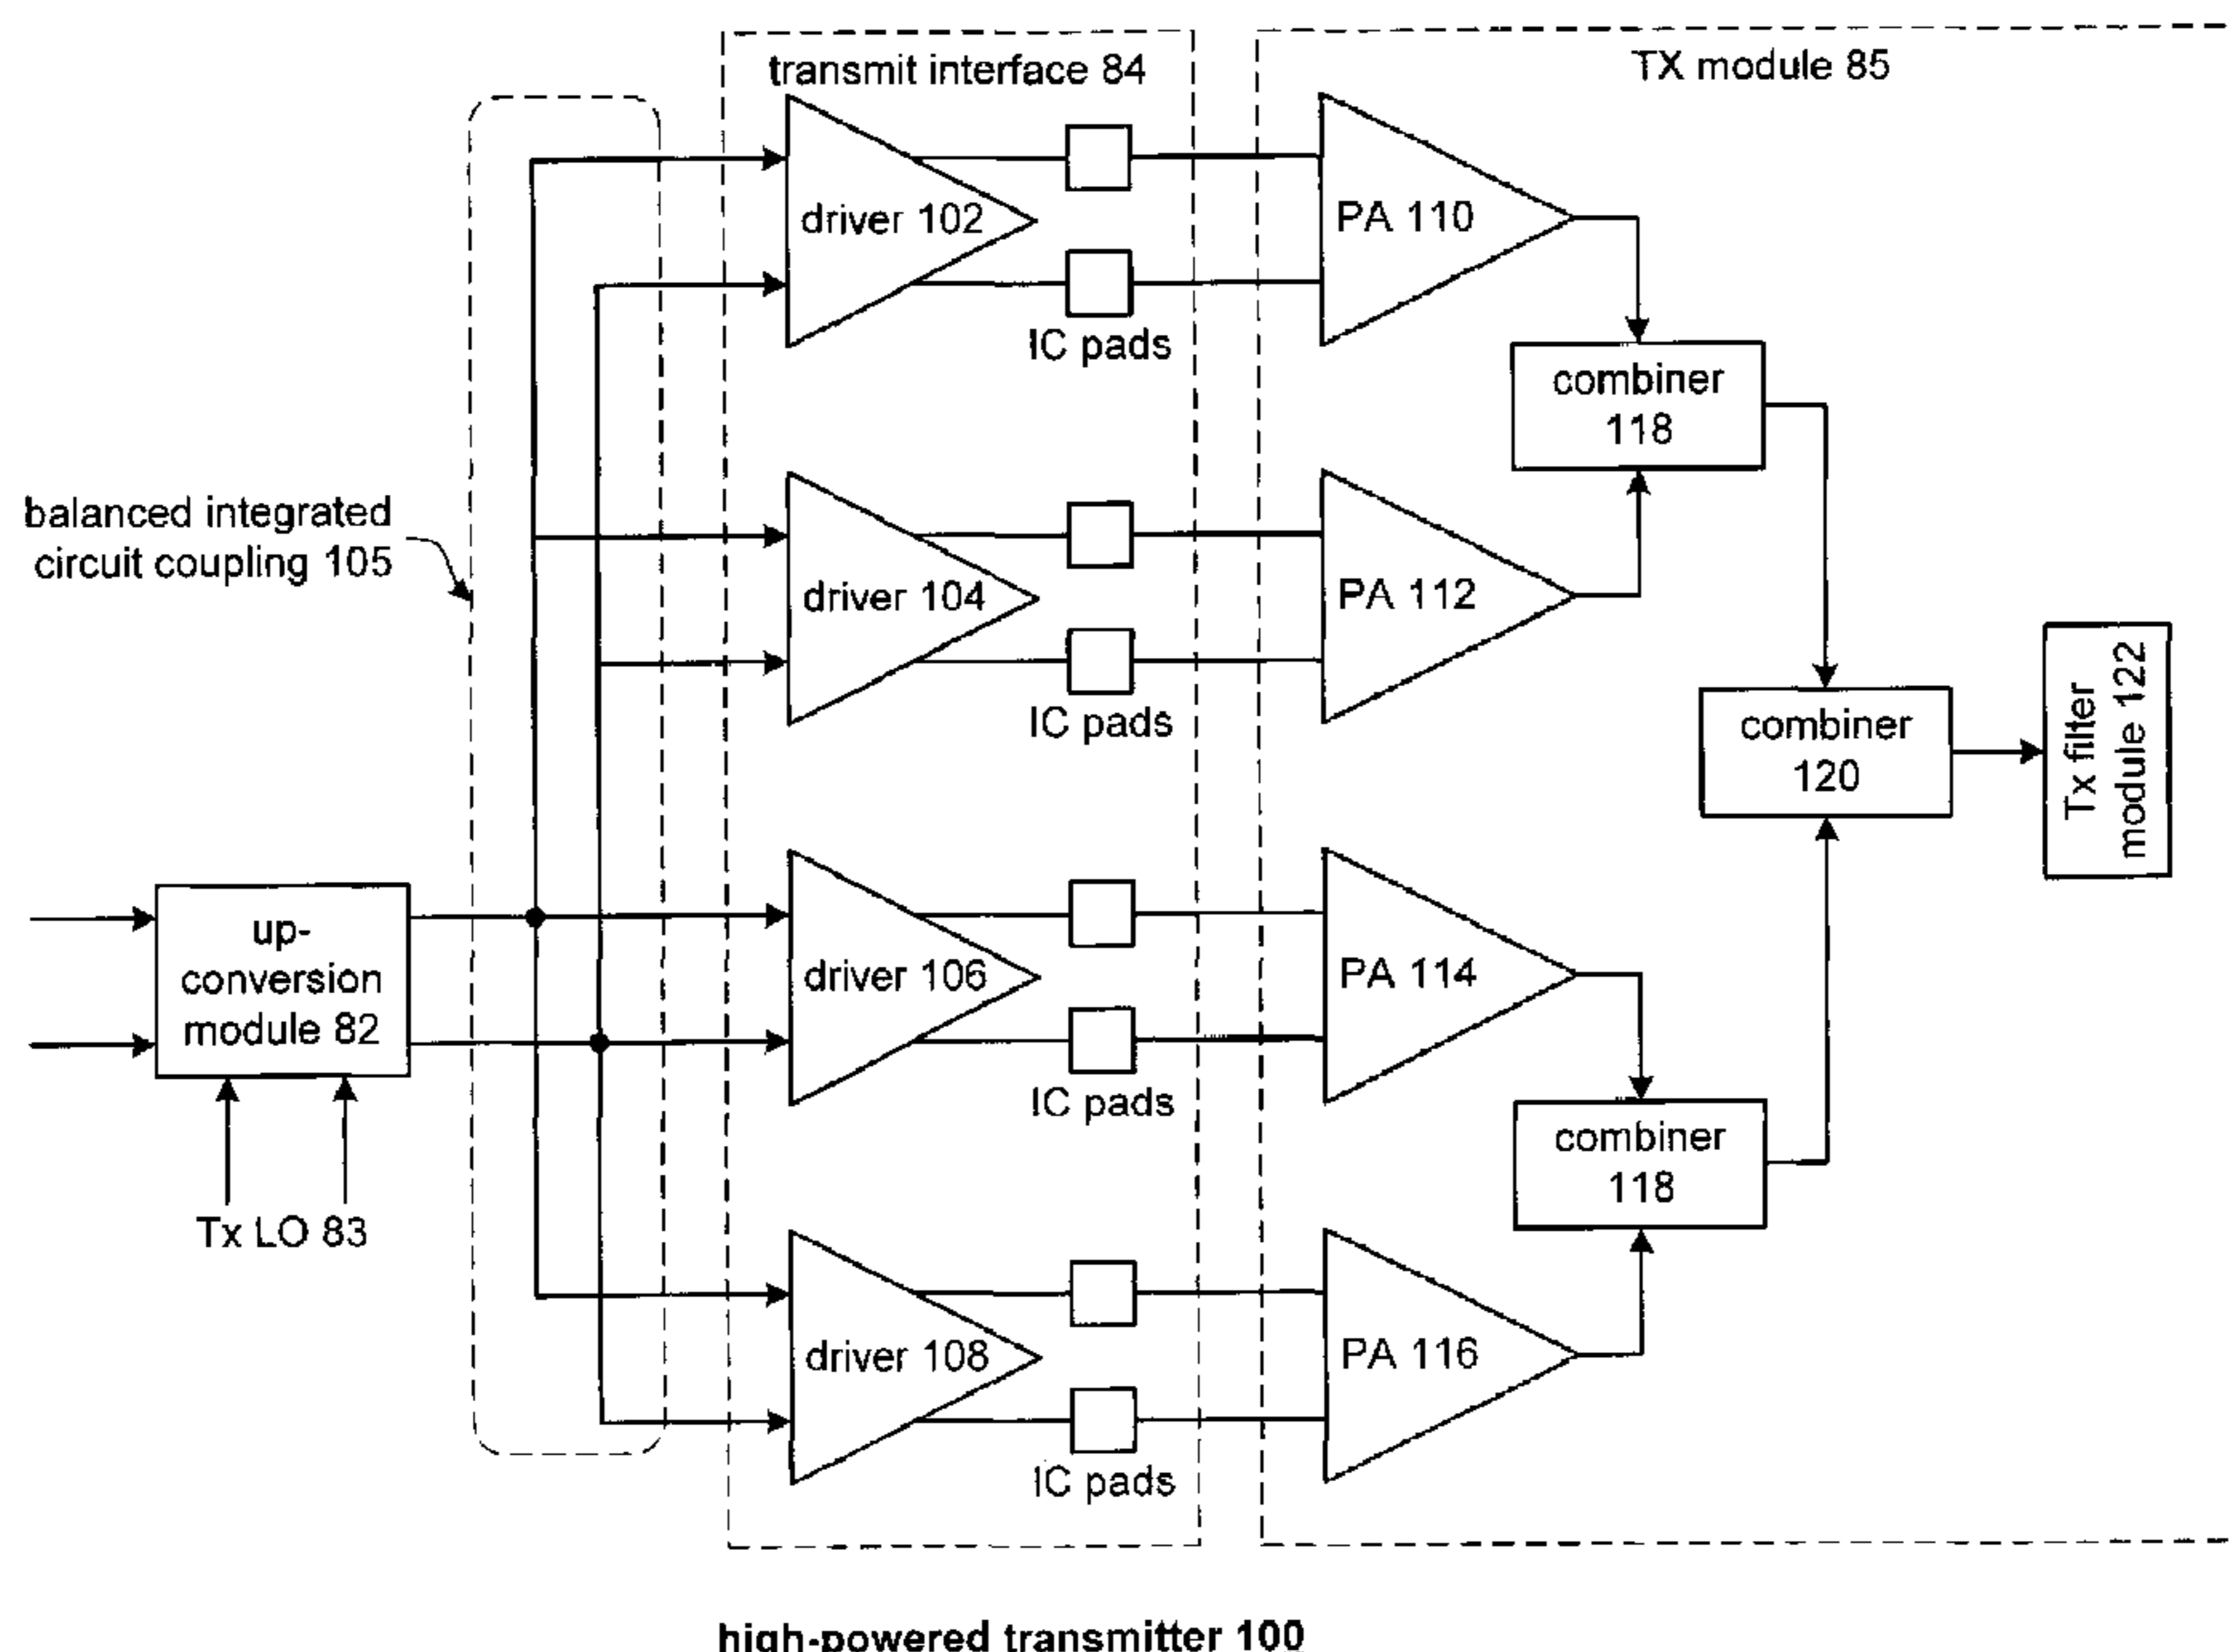 transmit interface 84
TX module 85
driver 102
PA 110
IC pads
combiner
118
balanced integrated
circuit coupling 105
driver 104
PA 112
IC pads
combiner
120
Tx filter
module 122
up-
conversion
module 82
driver 106
PA 114
IC pads
combiner
118
Tx LO 83
driver 108
PA 116
IC pads
high-powered transmitter 100